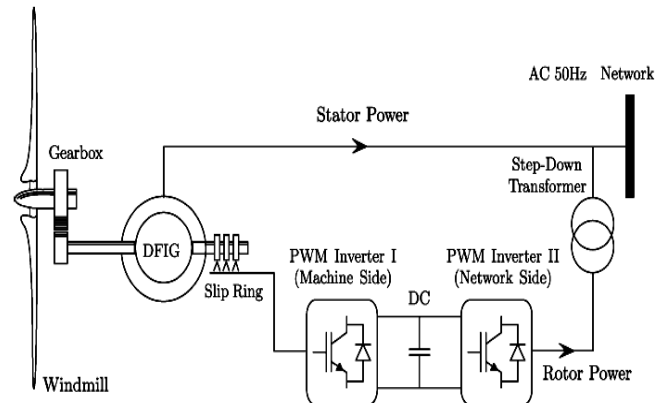 AC 50Hz Network
Stator Power
Gearbox
Step-Down
Transformer
DFIG
PWM Inverter I
(Machine Side)
PWM Inverter II
(Network Side)
Slip Ring
DC
Rotor Power
Windmill